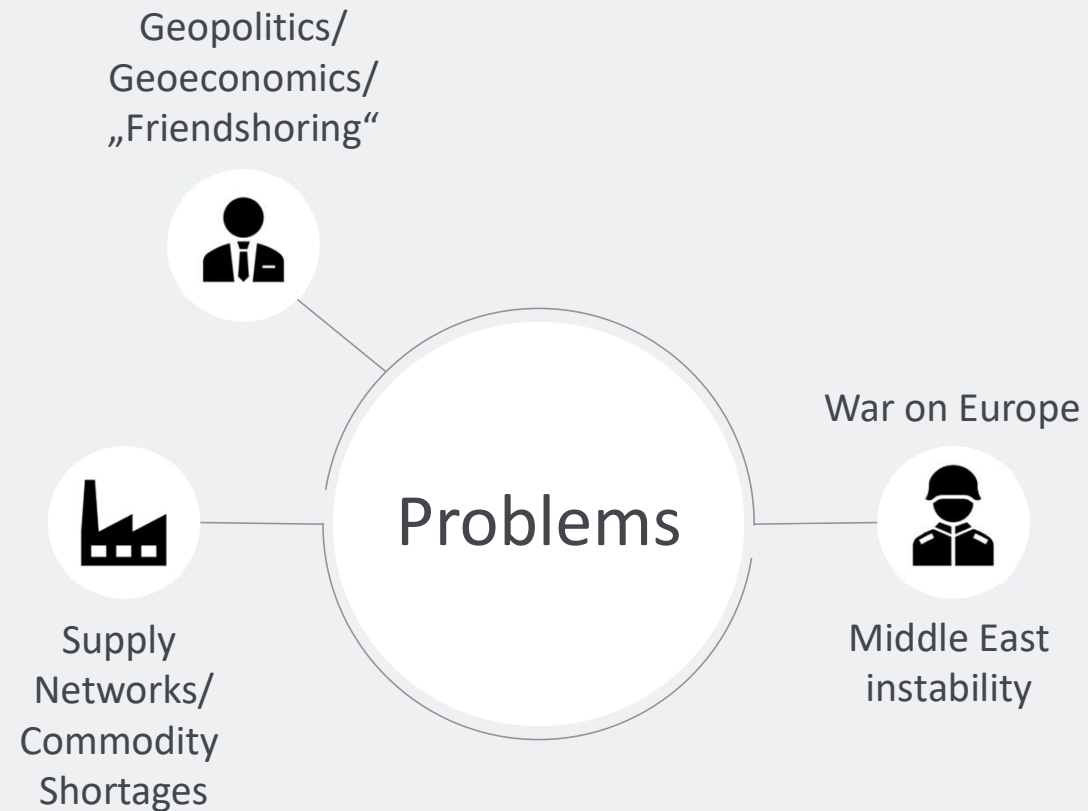 Geopolitics/
Geoeconomics/
„Friendshoring“
War on Europe
Problems
Supply
Networks/
Commodity
Shortages
Middle East
instability